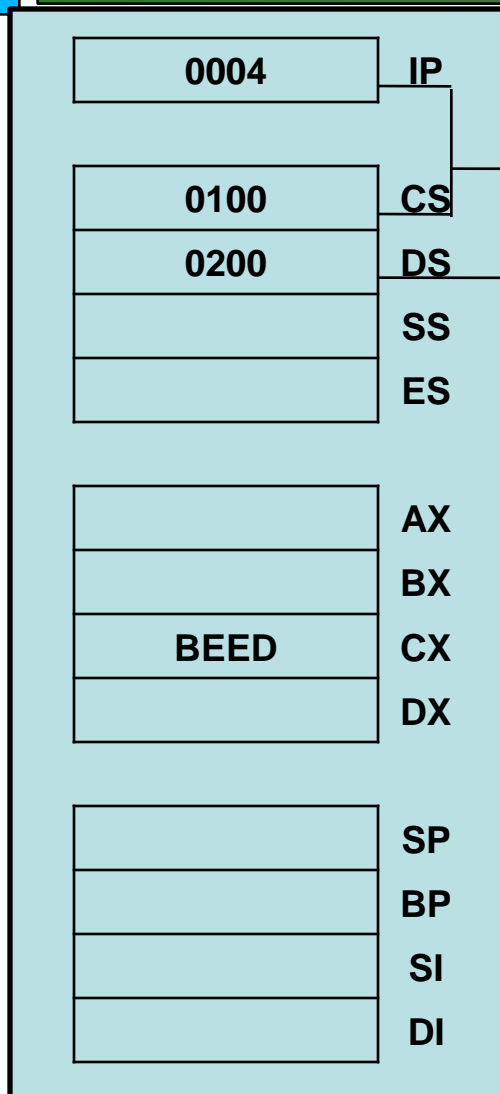 0004 IP
0100 CS
0200 DS
SS
ES
AX
BX
BEED CX
DX
SP
BP
SI
DI